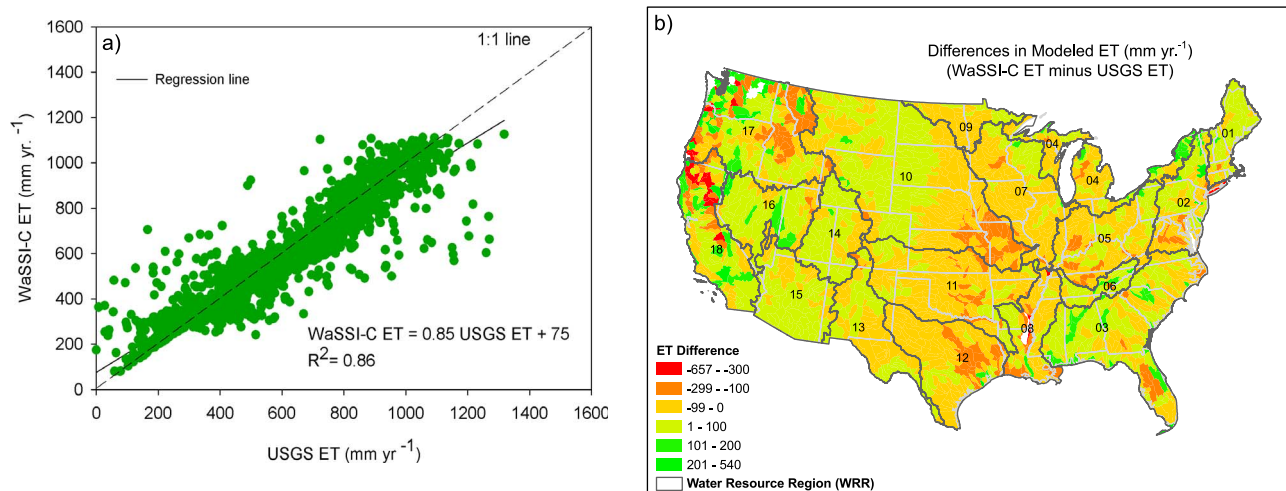 a)
1:1 line
Regression line
WaSSI-C ET = 0.85 USGS ET + 75
R2= 0.86
WaSSI-C ET (mm yr. -1)
1600
1400
1200
1000
800
600
400
200
0
0 200 400 600 800 1000 1200 1400 1600
USGS ET (mm yr -1)
b)
Differences in Modeled ET (mm yr.-1)
(WaSSI-C ET minus USGS ET)
17
09
04
01
10
04
07
02
16
14
05
18
11
06
15
13
08
03
12
ET Difference
-657 - -300
-299 - -100
-99 - 0
1 - 100
101 - 200
201 - 540
Water Resource Region (WRR)